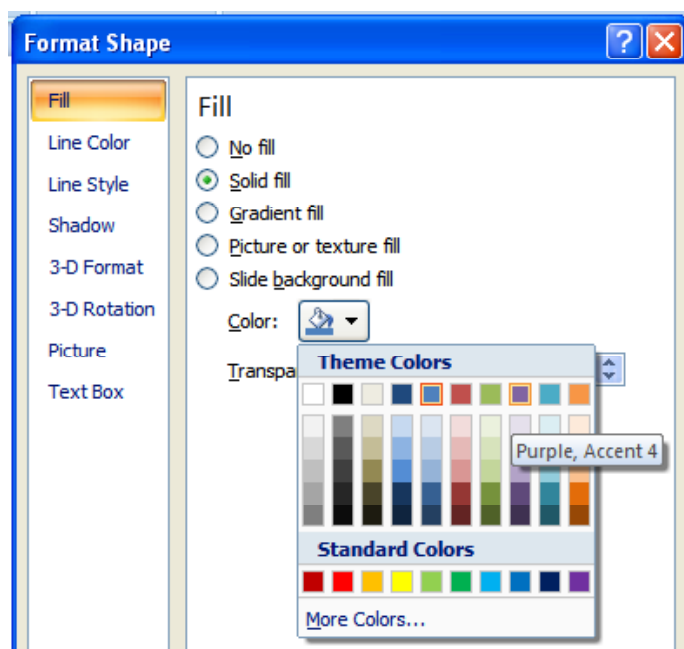 Format Shape
Fill
Line Color
Line Style
Shadow
3-D Format
3-D Rotation
Picture
Text Box
Fill
No fill
Solid fill
Gradient fill
Picture or texture fill
Slide background fill
Color:
Transpa
Theme Colors
Purple, Accent 4
Standard Colors
More Colors...